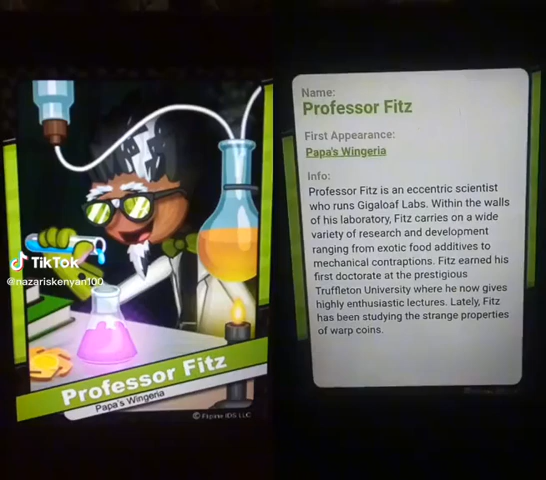 TikTok
@nazariskenyan100
Professor Fitz
Papa's Wingeria
© Flipline IDS LLC
Name:
Professor Fitz
First Appearance:
Papa's Wingeria
Info:
Professor Fitz is an eccentric scientist
who runs Gigaloaf Labs. Within the walls
of his laboratory, Fitz carries on a wide
variety of research and development
ranging from exotic food additives to
mechanical contraptions. Fitz earned his
first doctorate at the prestigious
Truffleton University where he now gives
highly enthusiastic lectures. Lately, Fitz
has been studying the strange properties
of warp coins.